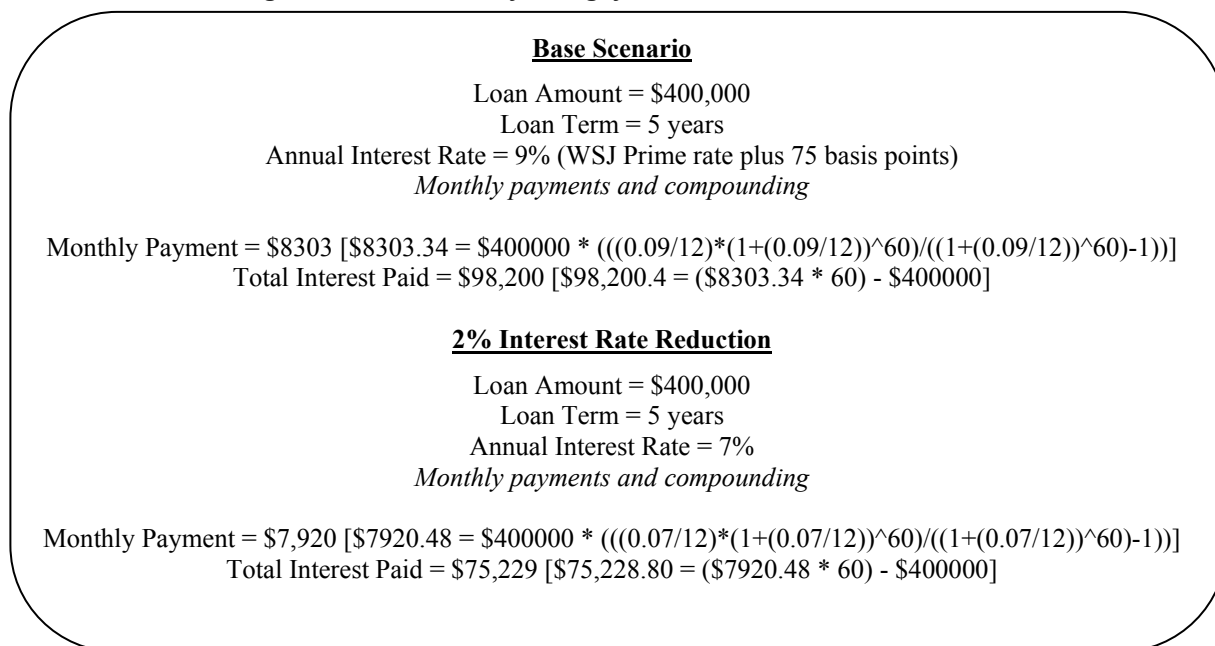 Base Scenario
Loan Amount = $400,000
Loan Term = 5 years
Annual Interest Rate = 9% (WSJ Prime rate plus 75 basis points)
Monthly payments and compounding
Monthly Payment = $8303 [$8303.34 = $400000 * (((0.09/12)*(1+(0.09/12))^60)/((1+(0.09/12))^60)-1))]
Total Interest Paid = $98,200 [$98,200.4 = ($8303.34 * 60) - $400000]
2% Interest Rate Reduction
Loan Amount = $400,000
Loan Term = 5 years
Annual Interest Rate = 7%
Monthly payments and compounding
Monthly Payment = $7,920 [$7920.48 = $400000 * (((0.07/12)*(1+(0.07/12))^60)/((1+(0.07/12))^60)-1))]
Total Interest Paid = $75,229 [$75,228.80 = ($7920.48 * 60) - $400000]